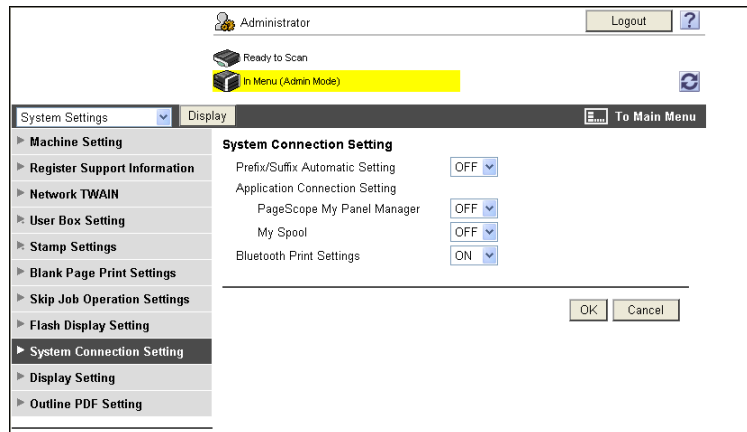 Administrator
Logout
?
Ready to Scan
In Menu (Admin Mode)
System Settings
Display
To Main Menu
Machine Setting
Register Support Information
Network TWAIN
User Box Setting
Stamp Settings
Blank Page Print Settings
Skip Job Operation Settings
Flash Display Setting
System Connection Setting
Display Setting
Outline PDF Setting
System Connection Setting
Prefix/Suffix Automatic Setting OFF
Application Connection Setting
PageScope My Panel Manager OFF
My Spool OFF
Bluetooth Print Settings ON
OK Cancel